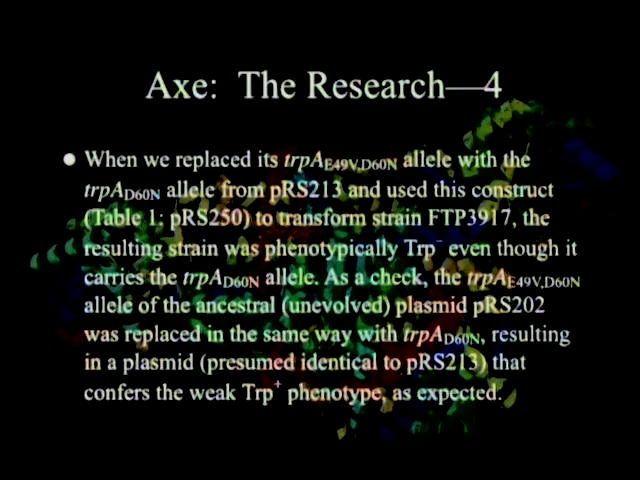 Axe: The Research—4
• When we replaced its trpAE49V,D60N allele with the
trpAD60N allele from pRS213 and used this construct
(Table 1: pRS250) to transform strain FTP3917, the
resulting strain was phenotypically Trp⁻ even though it
carries the trpAD60N allele. As a check, the trpAE49V,D60N
allele of the ancestral (unevolved) plasmid pRS202
was replaced in the same way with trpAD60N, resulting
in a plasmid (presumed identical to pRS213) that
confers the weak Trp⁺ phenotype, as expected.